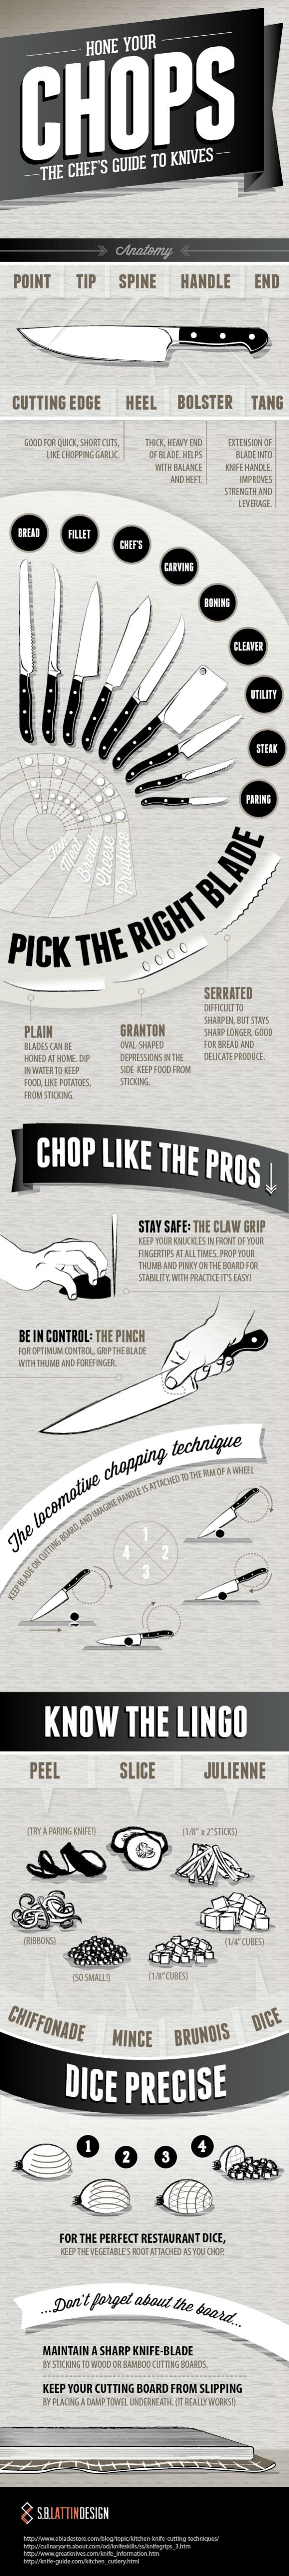 HONE YOUR
CHOPS
THE CHEF'S GUIDE TO KNIVES
Anatomy
POINT TIP SPINE HANDLE END
CUTTING EDGE HEEL BOLSTER TANG
GOOD FOR QUICK, SHORT CUTS,
LIKE CHOPPING GARLIC.
THICK, HEAVY END
OF BLADE. HELPS
WITH BALANCE
AND HEFT.
EXTENSION OF
BLADE INTO
KNIFE HANDLE.
IMPROVES
STRENGTH AND
LEVERAGE.
BREAD
FILLET
CHEF'S
CARVING
BONING
CLEAVER
UTILITY
STEAK
PARING
Fish
Meat
Bread
Cheese
Produce
PICK THE RIGHT BLADE
PLAIN
BLADES CAN BE
HONED AT HOME. DIP
IN WATER TO KEEP
FOOD, LIKE POTATOES,
FROM STICKING.
GRANTON
OVAL-SHAPED
DEPRESSIONS IN THE
SIDE KEEP FOOD FROM
STICKING.
SERRATED
DIFFICULT TO
SHARPEN, BUT STAYS
SHARP LONGER. GOOD
FOR BREAD AND
DELICATE PRODUCE.
CHOP LIKE THE PROS
STAY SAFE: THE CLAW GRIP
KEEP YOUR KNUCKLES IN FRONT OF YOUR
FINGERTIPS AT ALL TIMES. PROP YOUR
THUMB AND PINKY ON THE BOARD FOR
STABILITY. WITH PRACTICE IT'S EASY!
BE IN CONTROL: THE PINCH
FOR OPTIMUM CONTROL, GRIP THE BLADE
WITH THUMB AND FOREFINGER.
The locomotive chopping technique
KEEP BLADE ON CUTTING BOARD, AND IMAGINE HANDLE IS ATTACHED TO THE RIM OF A WHEEL
1
4 2
3
KNOW THE LINGO
PEEL SLICE JULIENNE
(TRY A PARING KNIFE!)
(1/8" x 2" STICKS)
(RIBBONS)
(SO SMALL!)
(1/8" CUBES)
(1/4" CUBES)
CHIFFONADE MINCE BRUNOIS DICE
DICE PRECISE
1 2 3 4
FOR THE PERFECT RESTAURANT DICE,
KEEP THE VEGETABLE'S ROOT ATTACHED AS YOU CHOP.
...Don't forget about the board...
MAINTAIN A SHARP KNIFE-BLADE
BY STICKING TO WOOD OR BAMBOO CUTTING BOARDS.
KEEP YOUR CUTTING BOARD FROM SLIPPING
BY PLACING A DAMP TOWEL UNDERNEATH. (IT REALLY WORKS!)
S.B.LATTINDESIGN
http://www.ebladestore.com/blog/topic/kitchen-knife-cutting-techniques/
http://culinaryarts.about.com/od/knifeskills/ss/knifegrips_3.htm
http://www.greatknives.com/knife_information.htm
http://knife-guide.com/kitchen_cutlery.html